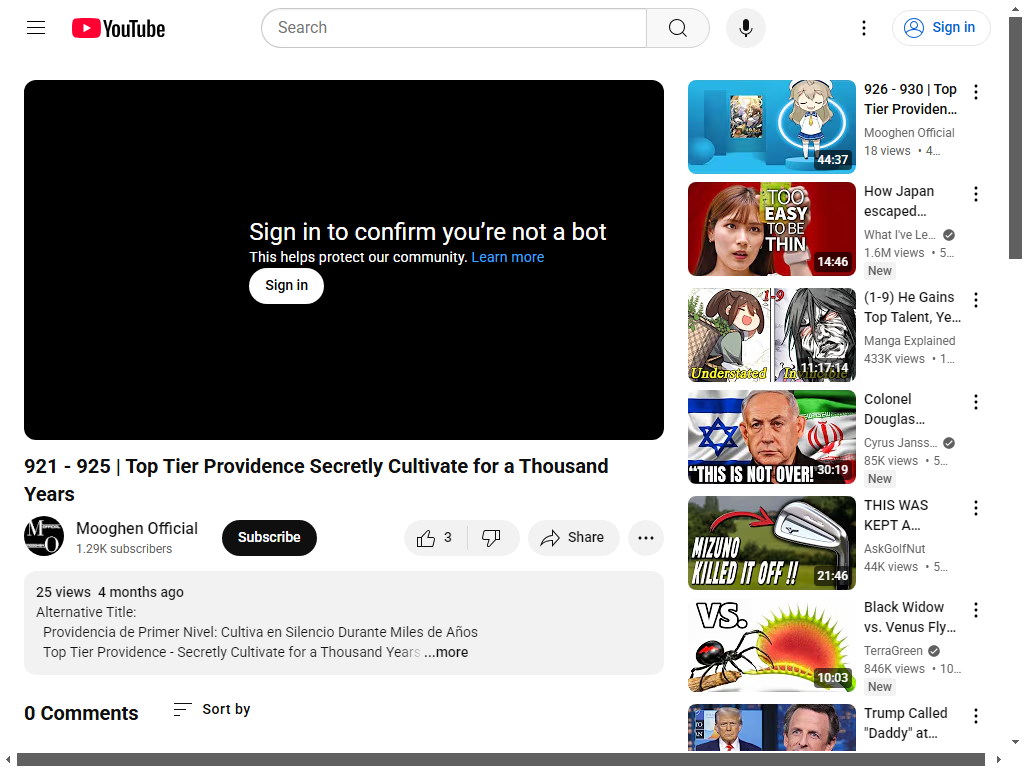 YouTube
Search
Sign in
Sign in to confirm you’re not a bot
This helps protect our community. Learn more
Sign in
921 - 925 | Top Tier Providence Secretly Cultivate for a Thousand
Years
Mooghen Official
1.29K subscribers
Subscribe
3
Share
25 views 4 months ago
Alternative Title:
Providencia de Primer Nivel: Cultiva en Silencio Durante Miles de Años
Top Tier Providence - Secretly Cultivate for a Thousand Years ...more
0 Comments
Sort by
44:37
926 - 930 | Top
Tier Providen...
Mooghen Official
18 views • 4...
TOO
EASY
TO BE
THIN
14:46
How Japan
escaped...
What I've Le...
1.6M views • 5...
New
1-9
Understated
Invincible
11:17:14
(1-9) He Gains
Top Talent, Ye...
Manga Explained
433K views • 1...
“THIS IS NOT OVER!
30:19
Colonel
Douglas...
Cyrus Janss...
85K views • 5...
New
MIZUNO
KILLED IT OFF !!
21:46
THIS WAS
KEPT A...
AskGolfNut
44K views • 5...
VS.
10:03
Black Widow
vs. Venus Fly...
TerraGreen
846K views • 10...
New
Trump Called
"Daddy" at...